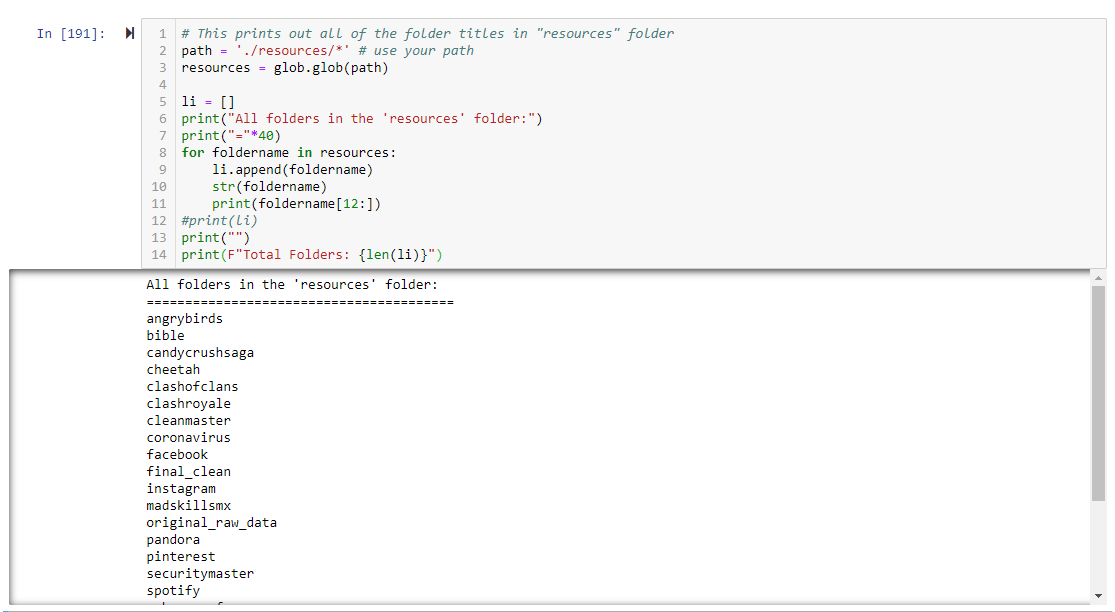 In [191]:
1 # This prints out all of the folder titles in "resources" folder
2 path = './resources/*' # use your path
3 resources = glob.glob(path)
4
5 li = []
6 print("All folders in the 'resources' folder:")
7 print("="*40)
8 for foldername in resources:
9     li.append(foldername)
10     str(foldername)
11     print(foldername[12:])
12 #print(li)
13 print("")
14 print(F"Total Folders: {len(li)}")
All folders in the 'resources' folder:
========================================
angrybirds
bible
candycrushsaga
cheetah
clashofclans
clashroyale
cleanmaster
coronavirus
facebook
final_clean
instagram
madskillsmx
original_raw_data
pandora
pinterest
securitymaster
spotify